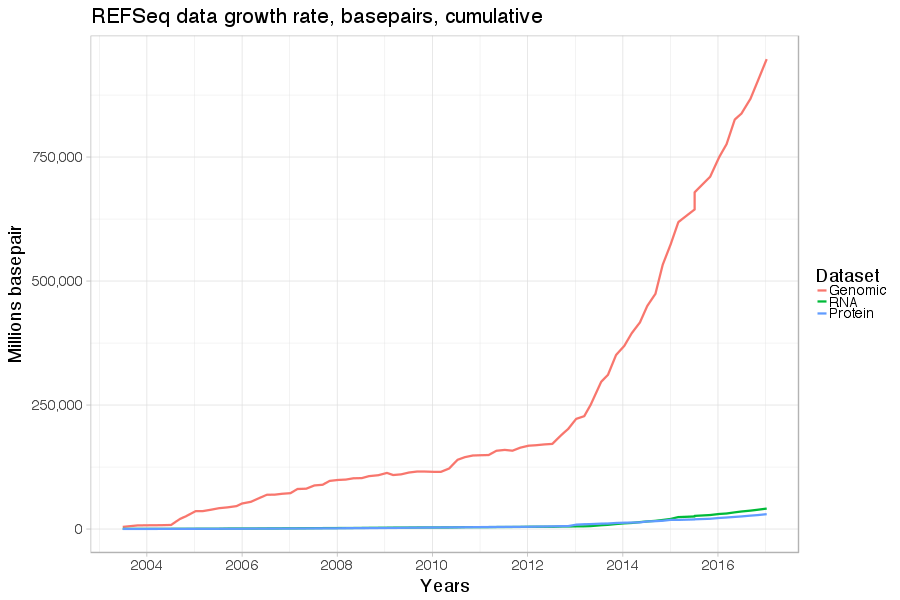 REFSeq data growth rate, basepairs, cumulative
Millions basepair
750,000
500,000
250,000
0
2004 2006 2008 2010 2012 2014 2016
Years
Dataset
Genomic
RNA
Protein